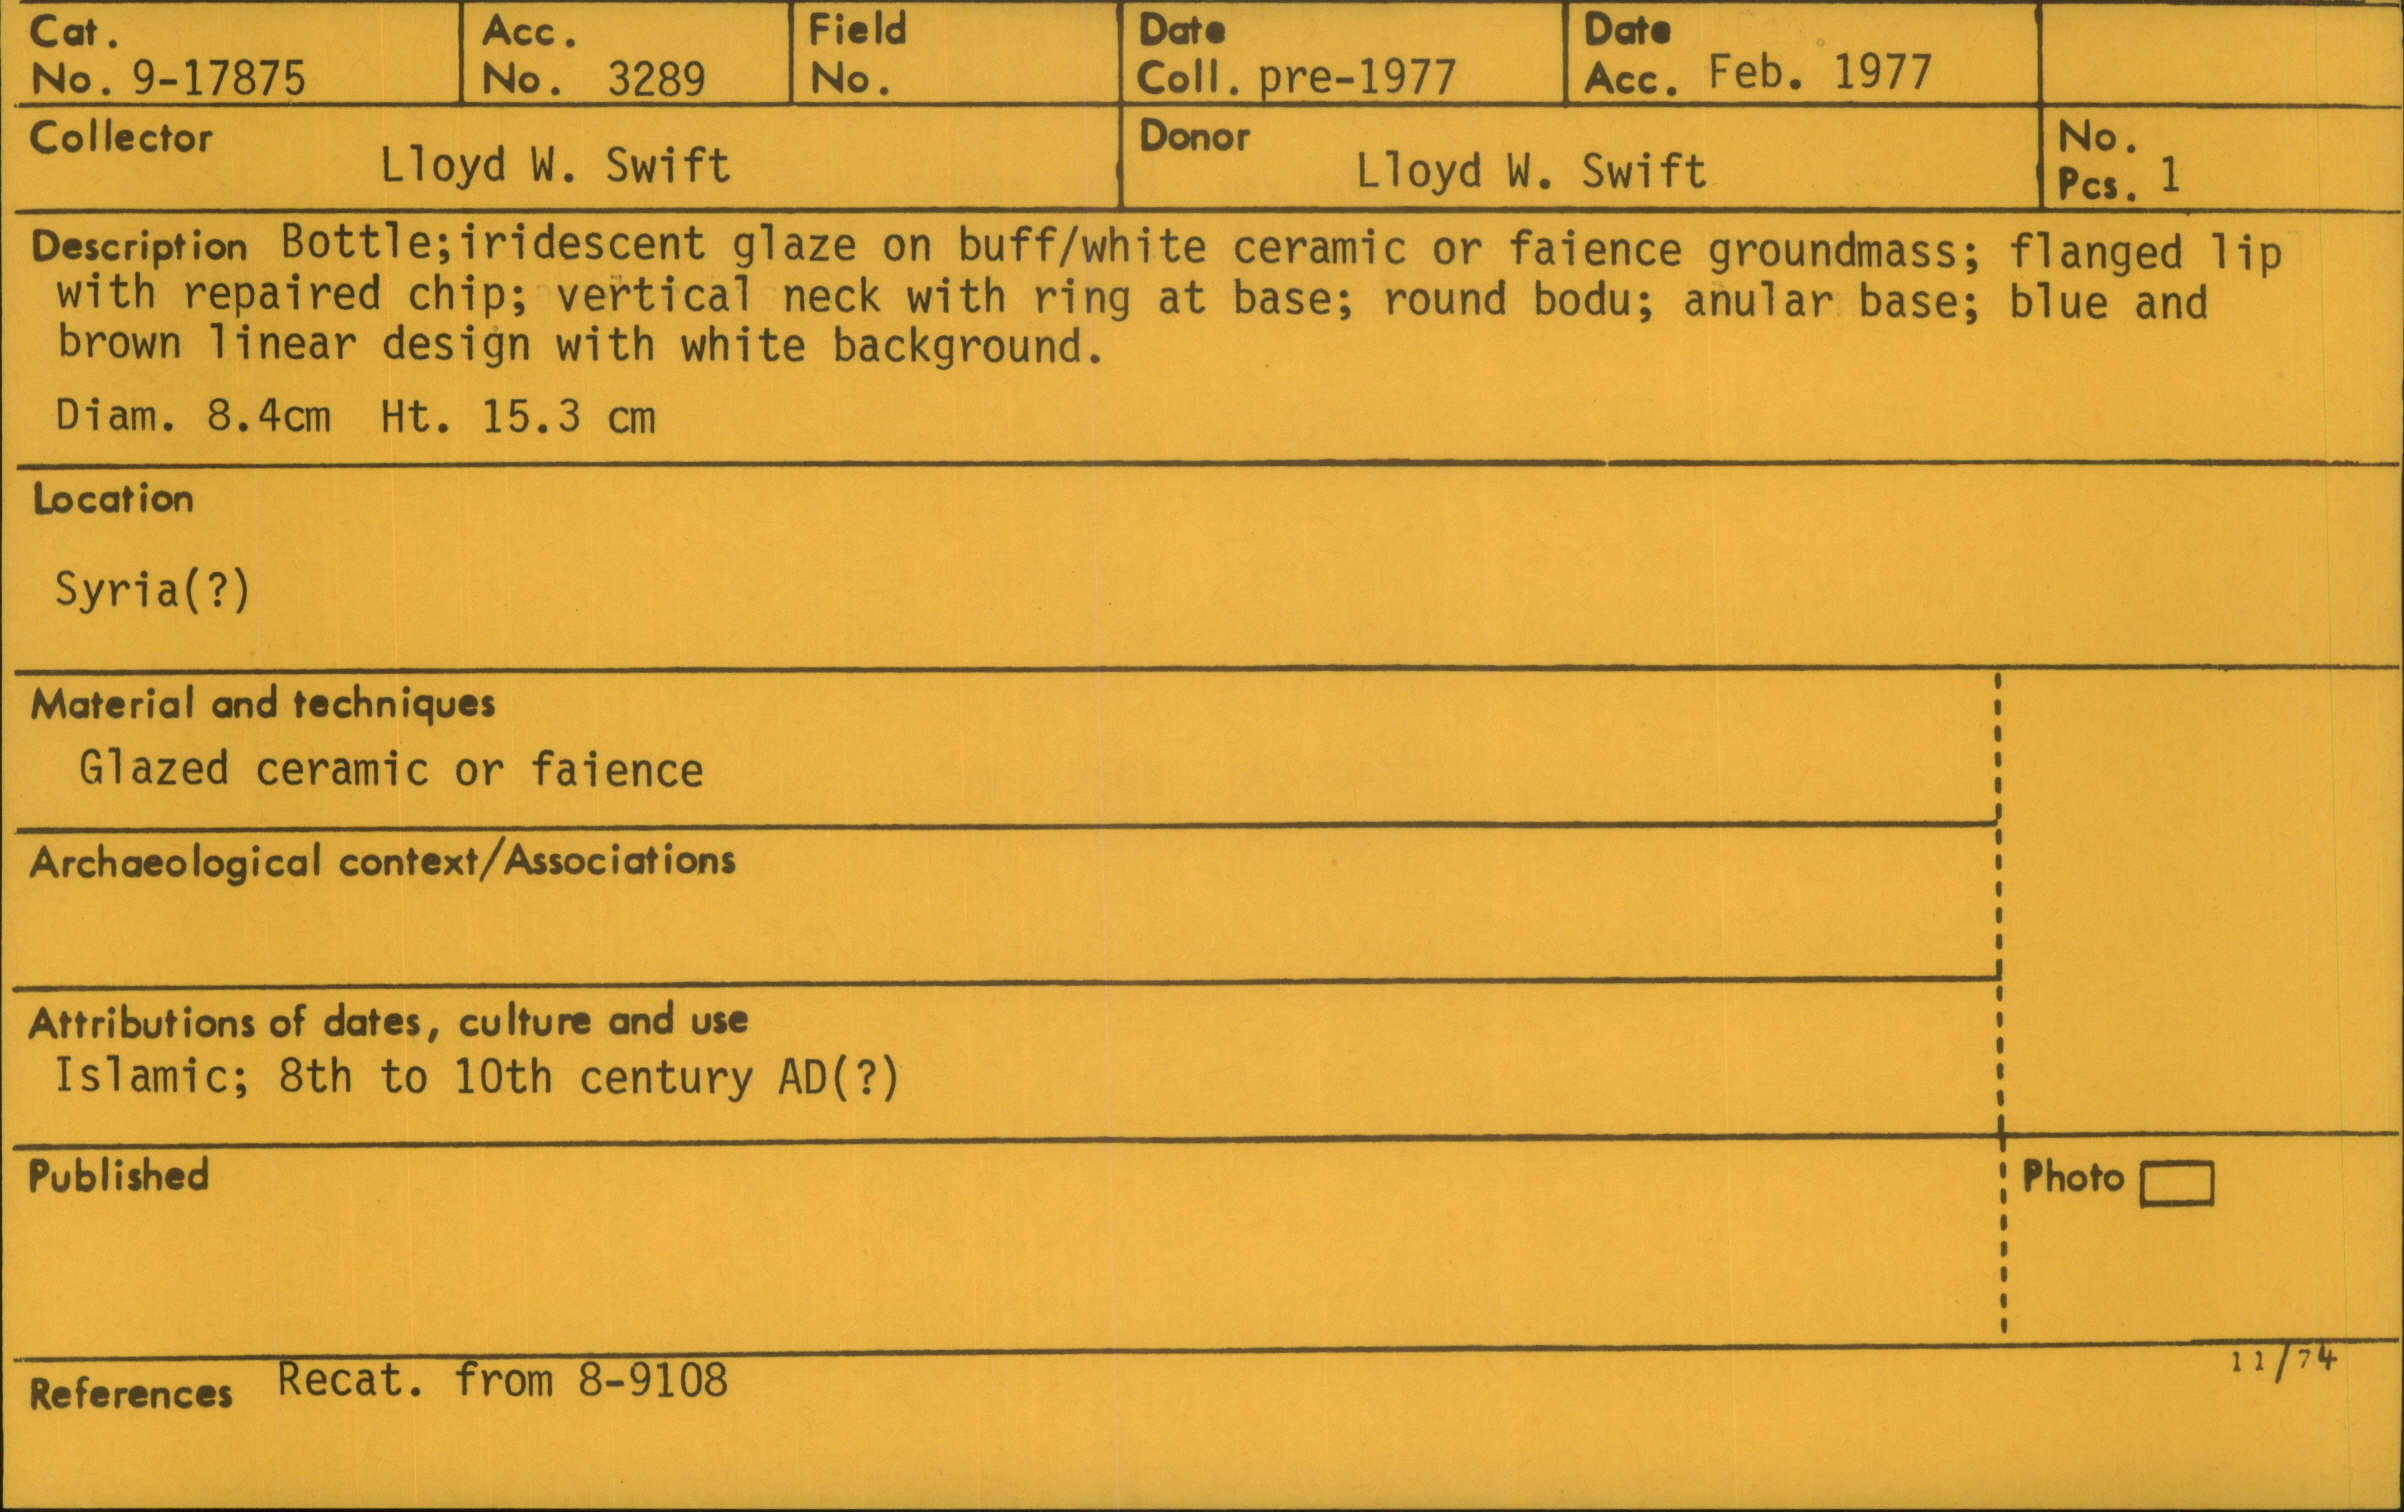 Cat. No. 9-17875
Acc. No. 3289
Field No.
Date Coll. pre-1977
Date Acc. Feb. 1977
Collector Lloyd W. Swift
Donor Lloyd W. Swift
No. Pcs. 1
Description Bottle;iridescent glaze on buff/white ceramic or faience groundmass; flanged lip
with repaired chip; vertical neck with ring at base; round bodu; anular base; blue and
brown linear design with white background.
Diam. 8.4cm Ht. 15.3 cm
Location
Syria(?)
Material and techniques
Glazed ceramic or faience
Archaeological context/Associations
Attributions of dates, culture and use
Islamic; 8th to 10th century AD(?)
Published
Photo
References Recat. from 8-9108
11/74